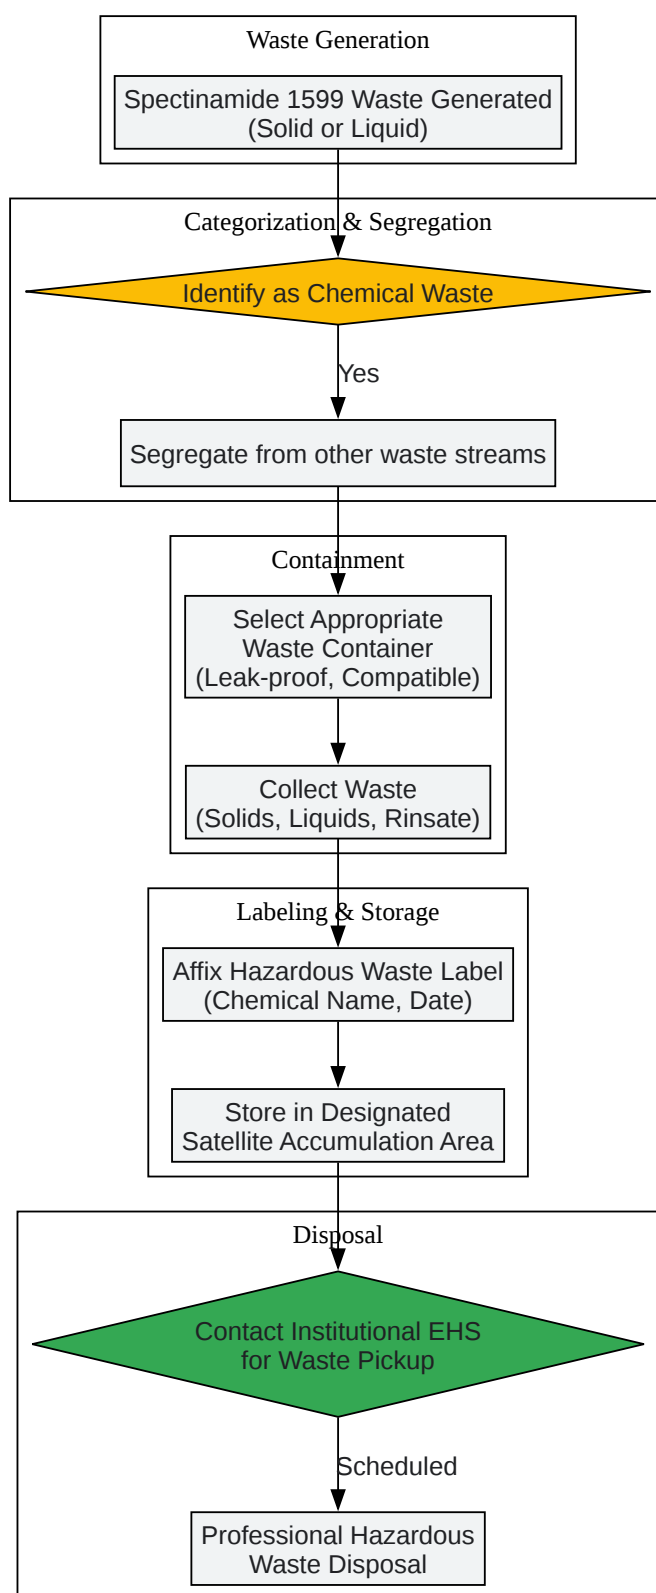 Waste Generation
Spectinamide 1599 Waste Generated
(Solid or Liquid)
Categorization & Segregation
Identify as Chemical Waste
Yes
Segregate from other waste streams
Containment
Select Appropriate
Waste Container
(Leak-proof, Compatible)
Collect Waste
(Solids, Liquids, Rinsate)
Labeling & Storage
Affix Hazardous Waste Label
(Chemical Name, Date)
Store in Designated
Satellite Accumulation Area
Disposal
Contact Institutional EHS
for Waste Pickup
Scheduled
Professional Hazardous
Waste Disposal